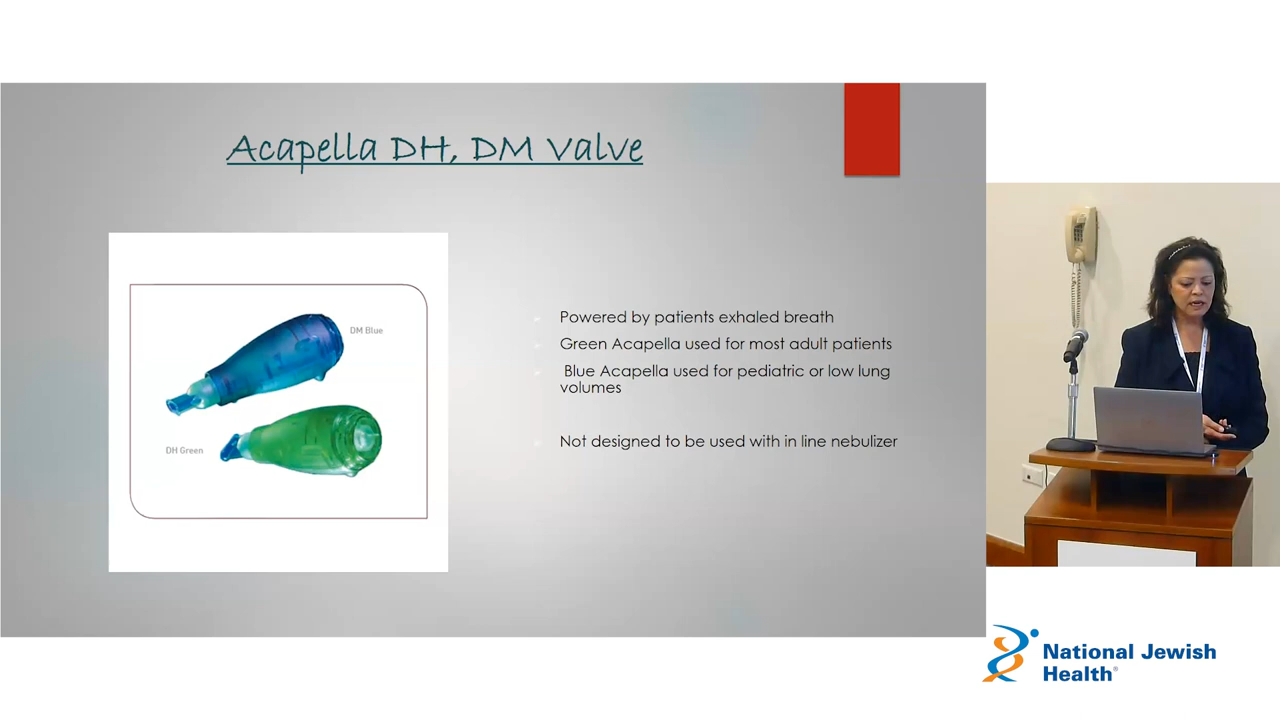 Acapella DH, DM Valve
DM Blue
DH Green
Powered by patients exhaled breath
Green Acapella used for most adult patients
Blue Acapella used for pediatric or low lung
volumes
Not designed to be used with in line nebulizer
National Jewish
Health®